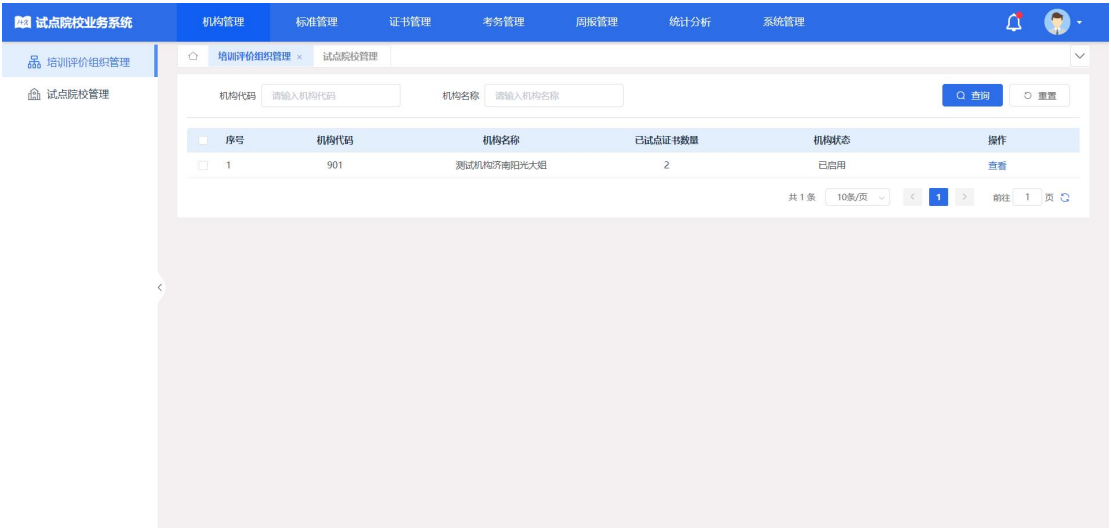 试点院校业务系统 机构管理 标准管理 证书管理 考务管理 周报管理 统计分析 系统管理
培训评价组织管理
试点院校管理
培训评价组织管理 × 试点院校管理
机构代码 请输入机构代码 机构名称 请输入机构名称 查询 重置
序号 机构代码 机构名称 已试点证书数量 机构状态 操作
1 901 测试机构济南阳光大姐 2 已启用 查看
共 1 条 10条/页 < 1 > 前往 1 页